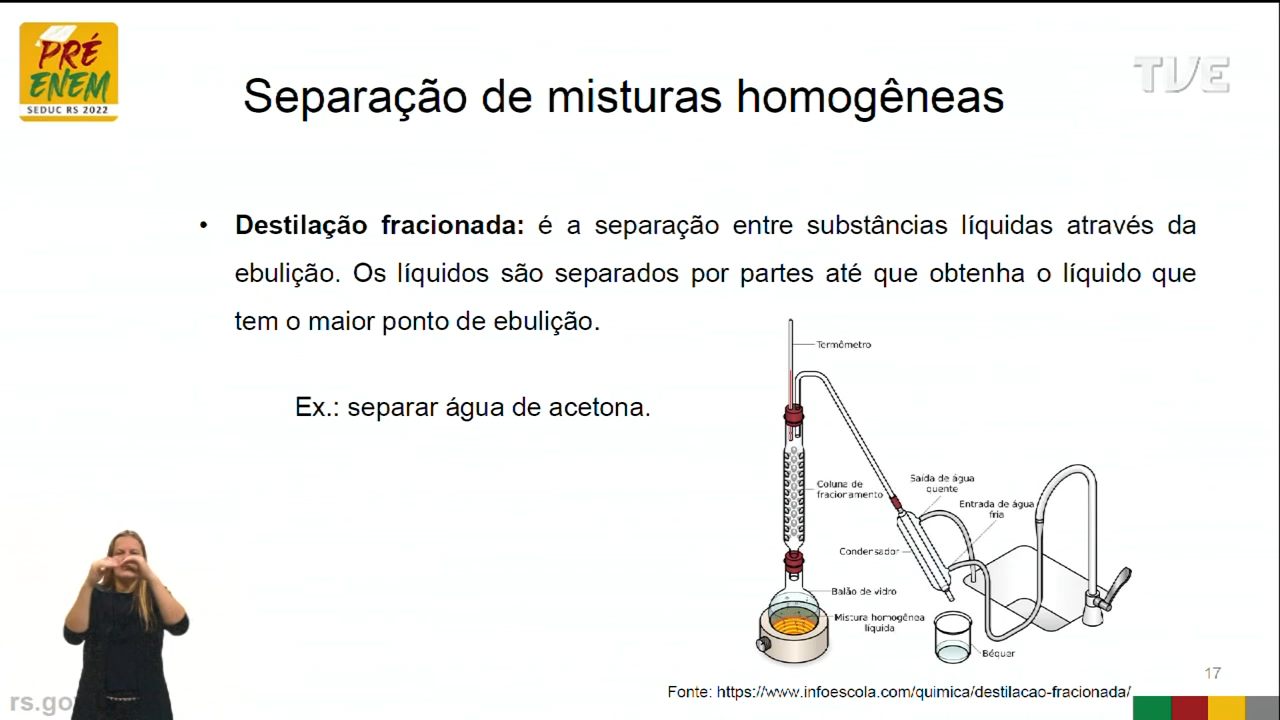 PRÉ
ENEM
SEDUC RS 2022
TVE
Separação de misturas homogêneas
• Destilação fracionada: é a separação entre substâncias líquidas através da
ebulição. Os líquidos são separados por partes até que obtenha o líquido que
tem o maior ponto de ebulição.
Ex.: separar água de acetona.
Termômetro
Coluna de
fracionamento
Saída de água
quente
Entrada de água
fria
Condensador
Balão de vidro
Mistura homogênea
líquida
Béquer
17
Fonte: https://www.infoescola.com/quimica/destilacao-fracionada/